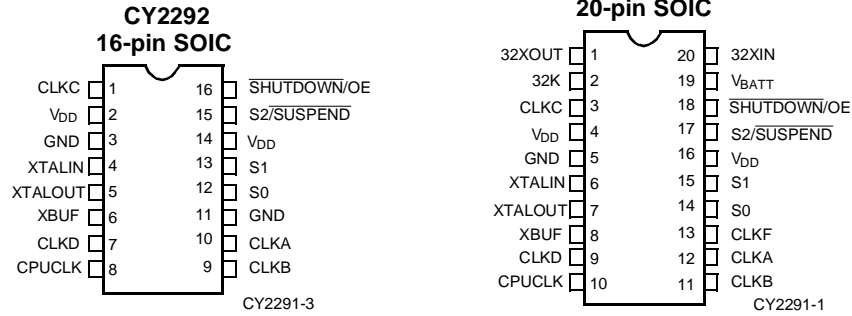 CY2292
16-pin SOIC
CLKC 1 16 SHUTDOWN/OE
VDD 2 15 S2/SUSPEND
GND 3 14 VDD
XTALIN 4 13 S1
XTALOUT 5 12 S0
XBUF 6 11 GND
CLKD 7 10 CLKA
CPUCLK 8 9 CLKB
CY2291-3
20-pin SOIC
32XOUT 1 20 32XIN
32K 2 19 VBATT
CLKC 3 18 SHUTDOWN/OE
VDD 4 17 S2/SUSPEND
GND 5 16 VDD
XTALIN 6 15 S1
XTALOUT 7 14 S0
XBUF 8 13 CLKF
CLKD 9 12 CLKA
CPUCLK 10 11 CLKB
CY2291-1